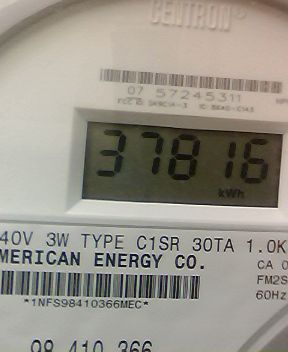 CENTRON®
07 57245311
37816
kWh
40V 3W TYPE C1SR 30TA 1.0K
MERICAN ENERGY CO.
CA 0
FM2S
60Hz
*1NFS98410366MEC*
98 410 366